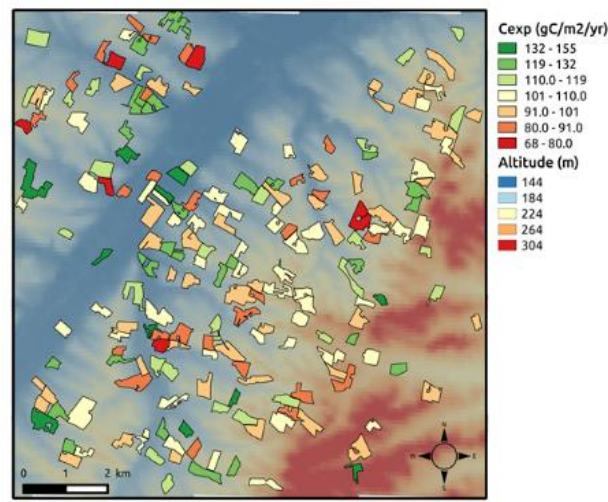 Cexp (gC/m2/yr)
132 - 155
119 - 132
110.0 - 119
101 - 110.0
91.0 - 101
80.0 - 91.0
68 - 80.0
Altitude (m)
144
184
224
264
304
N
W E
S
0 1 2 km